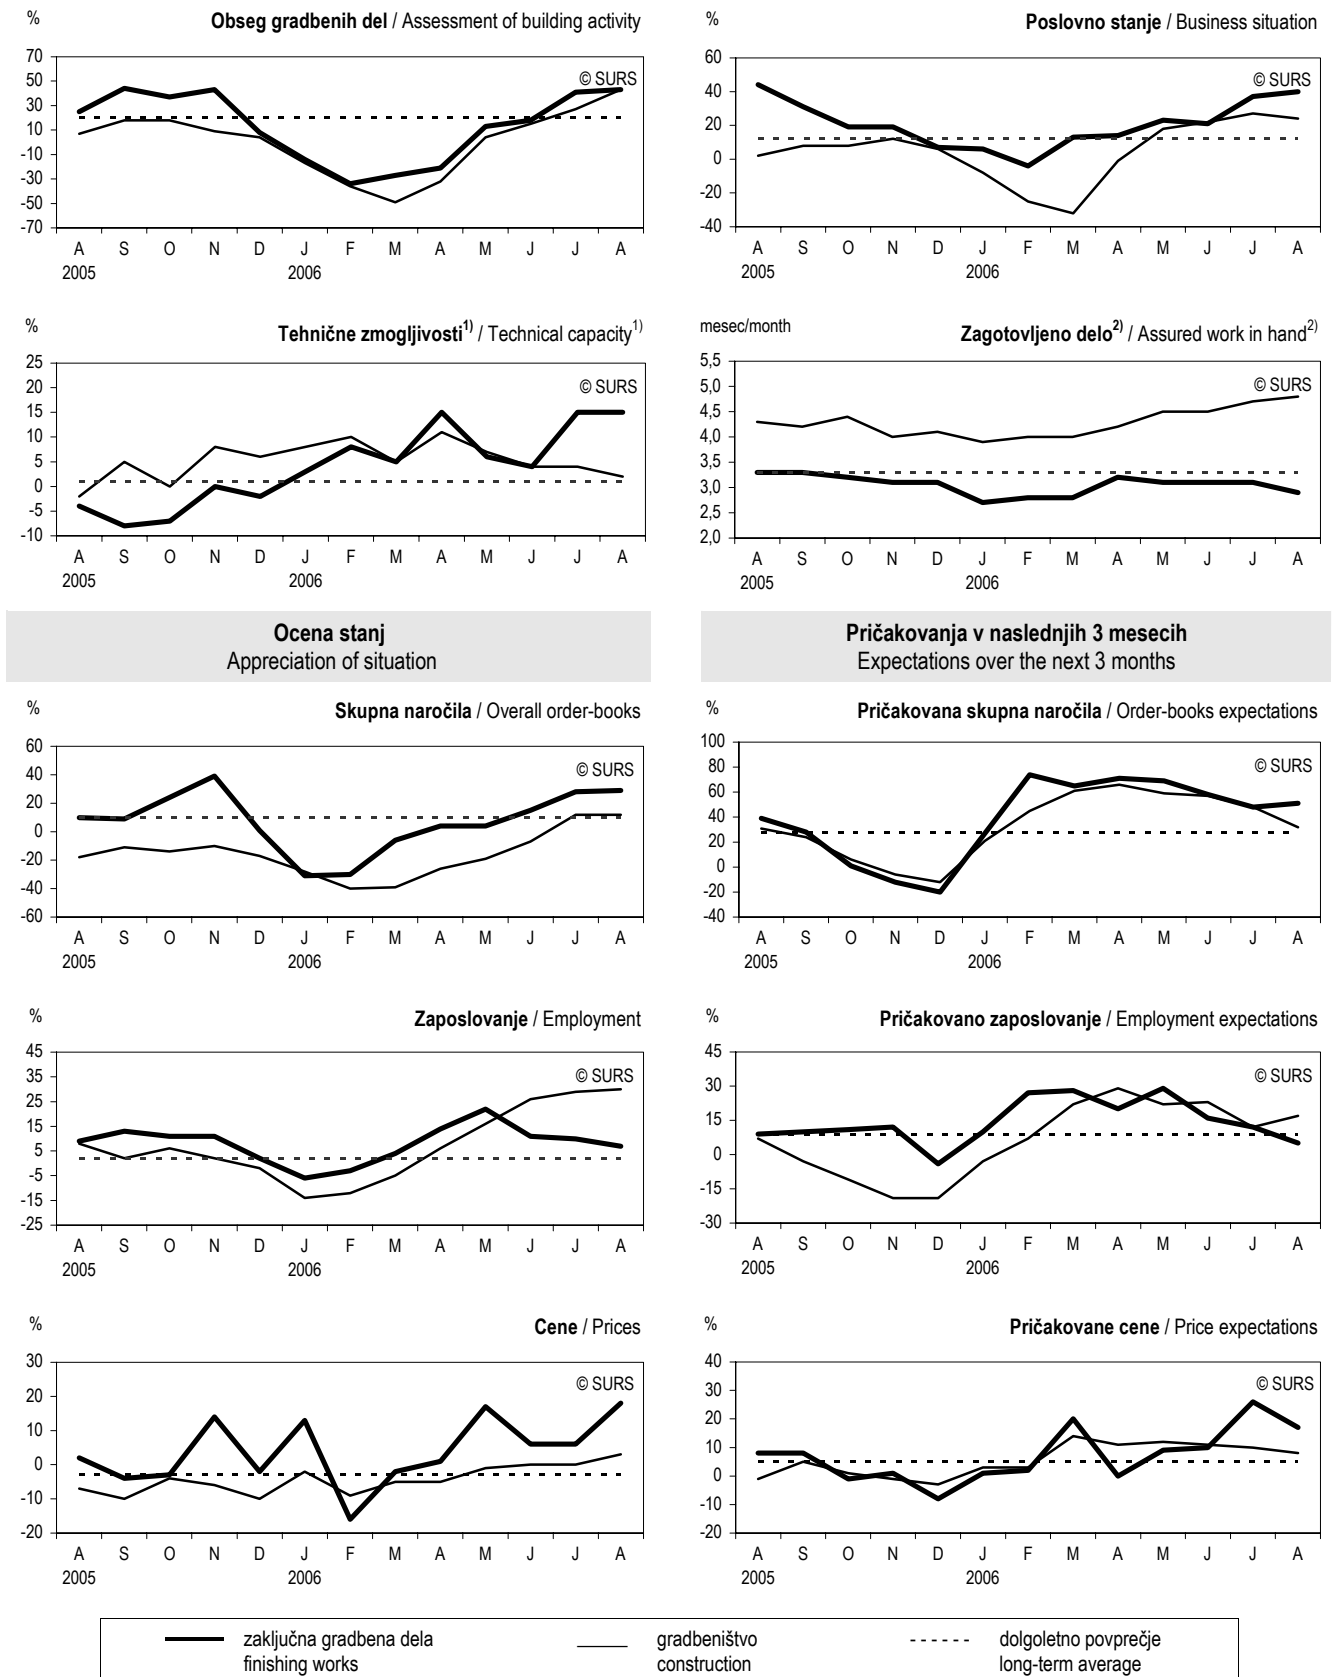 % Obseg gradbenih del / Assessment of building activity
© SURS
70
50
30
10
-10
-30
-50
-70
A S O N D J F M A M J J A
2005 2006
Poslovno stanje / Business situation
© SURS
60
40
20
0
-20
-40
A S O N D J F M A M J J A
2005 2006
% Tehnične zmogljivosti1) / Technical capacity1)
© SURS
25
20
15
10
5
0
-5
-10
A S O N D J F M A M J J A
2005 2006
mesec/month Zagotovljeno delo2) / Assured work in hand2)
© SURS
5,5
5,0
4,5
4,0
3,5
3,0
2,5
2,0
A S O N D J F M A M J J A
2005 2006
Ocena stanj
Appreciation of situation
Pričakovanja v naslednjih 3 mesecih
Expectations over the next 3 months
% Skupna naročila / Overall order-books
© SURS
60
40
20
0
-20
-40
-60
A S O N D J F M A M J J A
2005 2006
% Pričakovana skupna naročila / Order-books expectations
© SURS
100
80
60
40
20
0
-20
-40
A S O N D J F M A M J J A
2005 2006
% Zaposlovanje / Employment
© SURS
45
35
25
15
5
-5
-15
-25
A S O N D J F M A M J J A
2005 2006
% Pričakovano zaposlovanje / Employment expectations
© SURS
45
30
15
0
-15
-30
A S O N D J F M A M J J A
2005 2006
% Cene / Prices
© SURS
30
20
10
0
-10
-20
A S O N D J F M A M J J A
2005 2006
% Pričakovane cene / Price expectations
© SURS
40
30
20
10
0
-10
-20
A S O N D J F M A M J J A
2005 2006
zaključna gradbena dela
finishing works
gradbeništvo
construction
dolgoletno povprečje
long-term average